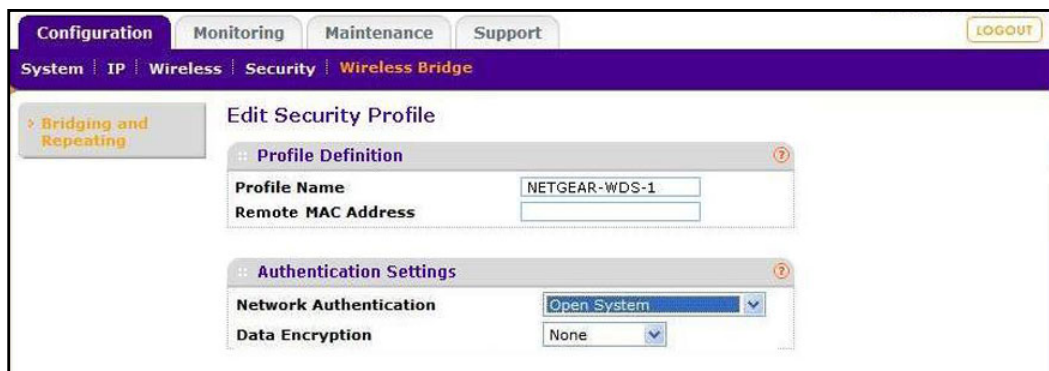 Configuration Monitoring Maintenance Support LOGOUT
System IP Wireless Security Wireless Bridge
Bridging and
Repeating
Edit Security Profile
Profile Definition
Profile Name NETGEAR-WDS-1
Remote MAC Address
Authentication Settings
Network Authentication Open System
Data Encryption None